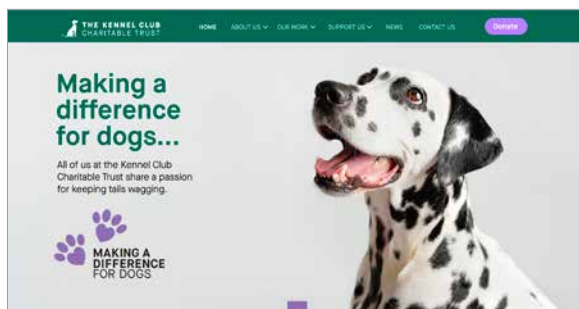 THE KENNEL CLUB
CHARITABLE TRUST
HOME ABOUT US OUR WORK SUPPORT US NEWS CONTACT US Donate
Making a
difference
for dogs...
All of us at the Kennel Club
Charitable Trust share a passion
for keeping tails wagging.
MAKING A
DIFFERENCE
FOR DOGS